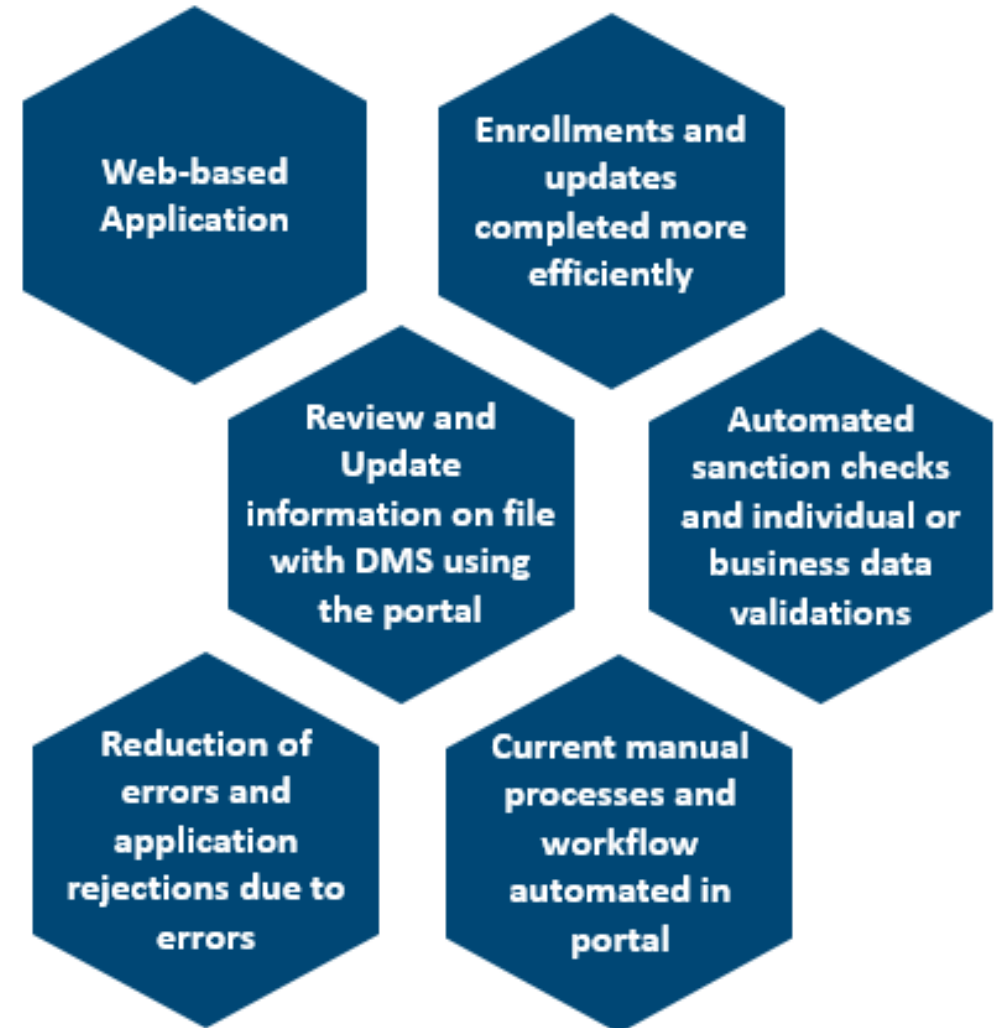 Web-based
Application
Enrollments and
updates
completed more
efficiently
Review and
Update
information on file
with DMS using
the portal
Automated
sanction checks
and individual or
business data
validations
Reduction of
errors and
application
rejections due to
errors
Current manual
processes and
workflow
automated in
portal